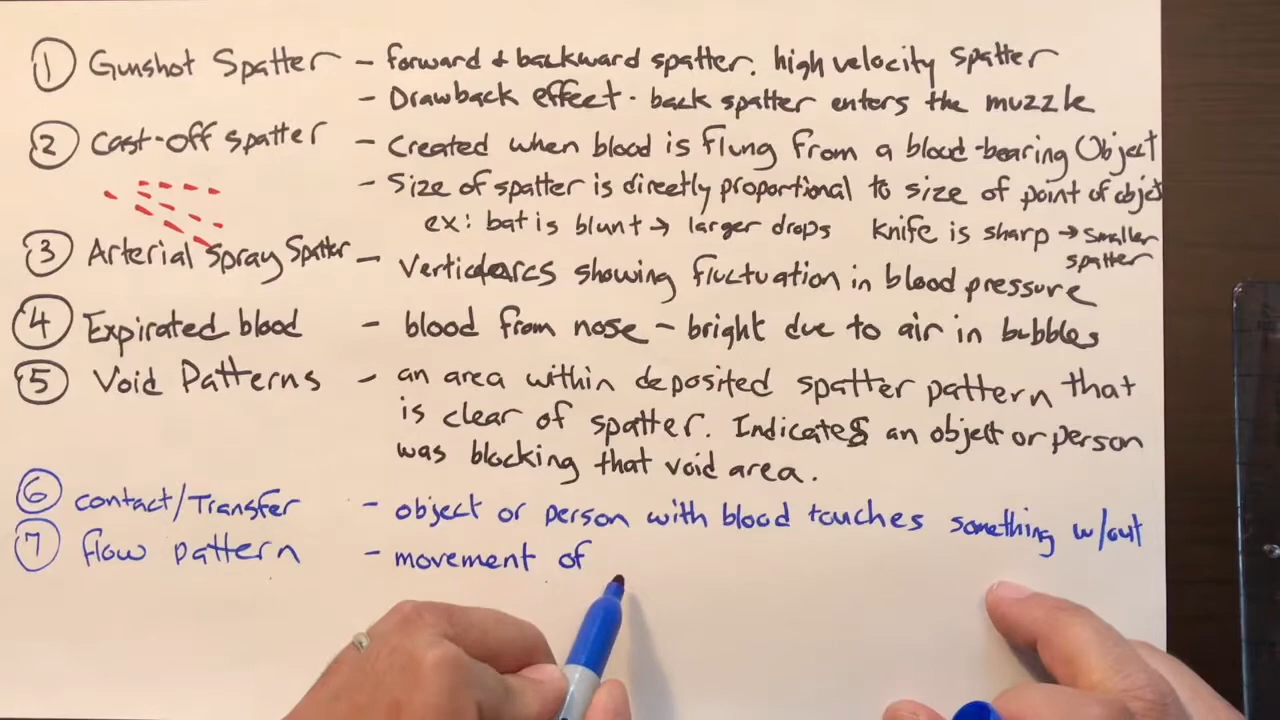 1 Gunshot Spatter - forward & backward spatter. high velocity spatter
- Drawback effect. back spatter enters the muzzle
2 Cast-off spatter - Created when blood is flung from a blood-bearing Object
- Size of spatter is directly proportional to size of point of object
ex: bat is blunt → larger drops knife is sharp → smaller
spatter
3 Arterial Spray Spatter - Vertical arcs showing fluctuation in blood pressure
4 Expirated blood - blood from nose - bright due to air in bubbles
5 Void Patterns - an area within deposited spatter pattern that
is clear of spatter. Indicates an object or person
was blocking that void area.
6 contact/Transfer - object or person with blood touches something w/out
7 flow pattern - movement of